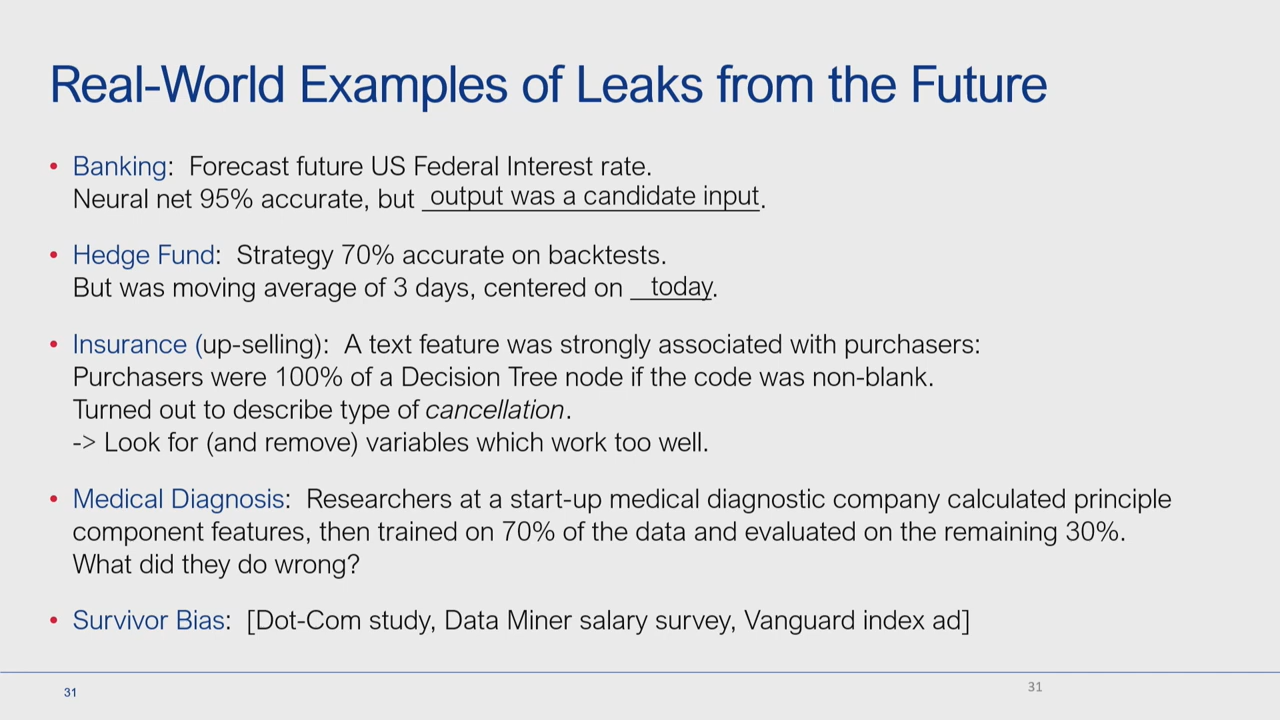 Real-World Examples of Leaks from the Future
• Banking:  Forecast future US Federal Interest rate.
Neural net 95% accurate, but output was a candidate input.
• Hedge Fund:  Strategy 70% accurate on backtests.
But was moving average of 3 days, centered on __today.
• Insurance (up-selling):  A text feature was strongly associated with purchasers:
Purchasers were 100% of a Decision Tree node if the code was non-blank.
Turned out to describe type of cancellation.
-> Look for (and remove) variables which work too well.
• Medical Diagnosis:  Researchers at a start-up medical diagnostic company calculated principle
component features, then trained on 70% of the data and evaluated on the remaining 30%.
What did they do wrong?
• Survivor Bias:  [Dot-Com study, Data Miner salary survey, Vanguard index ad]
31
31